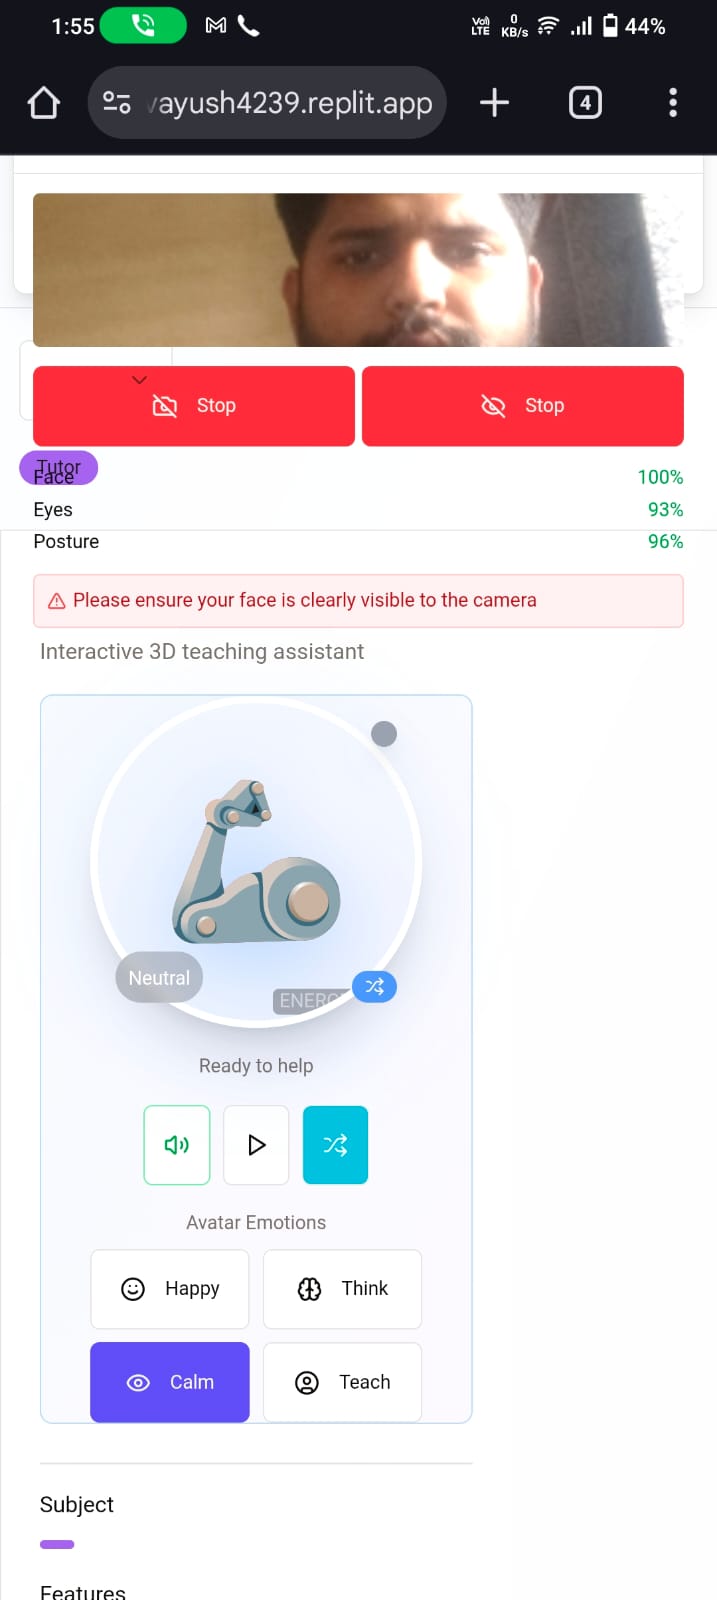 1:55
Vo) LTE
0 KB/s
44%
vayush4239.replit.app
4
Stop
Stop
Tutor
Face 100%
Eyes 93%
Posture 96%
Please ensure your face is clearly visible to the camera
Interactive 3D teaching assistant
Neutral
Ready to help
Avatar Emotions
Happy
Think
Calm
Teach
Subject
Features